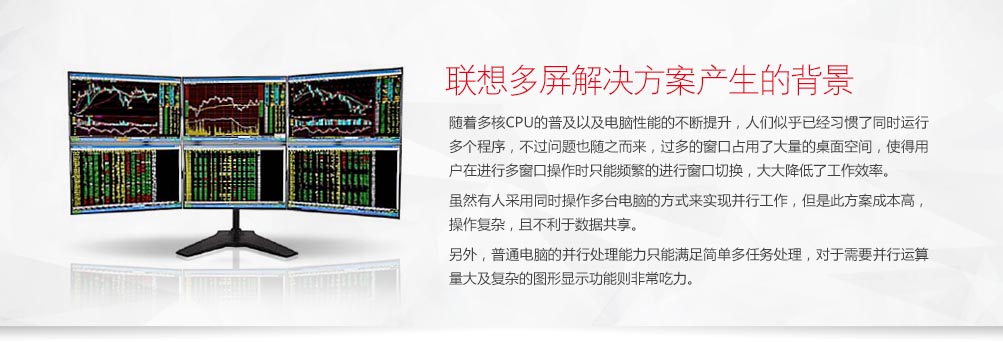 联想多屏解决方案产生的背景
随着多核CPU的普及以及电脑性能的不断提升，人们似乎已经习惯了同时运行
多个程序，不过问题也随之而来，过多的窗口占用了大量的桌面空间，使得用
户在进行多窗口操作时只能频繁的进行窗口切换，大大降低了工作效率。
虽然有人采用同时操作多台电脑的方式来实现并行工作，但是此方案成本高，
操作复杂，且不利于数据共享。
另外，普通电脑的并行处理能力只能满足简单多任务处理，对于需要并行运算
量大及复杂的图形显示功能则非常吃力。